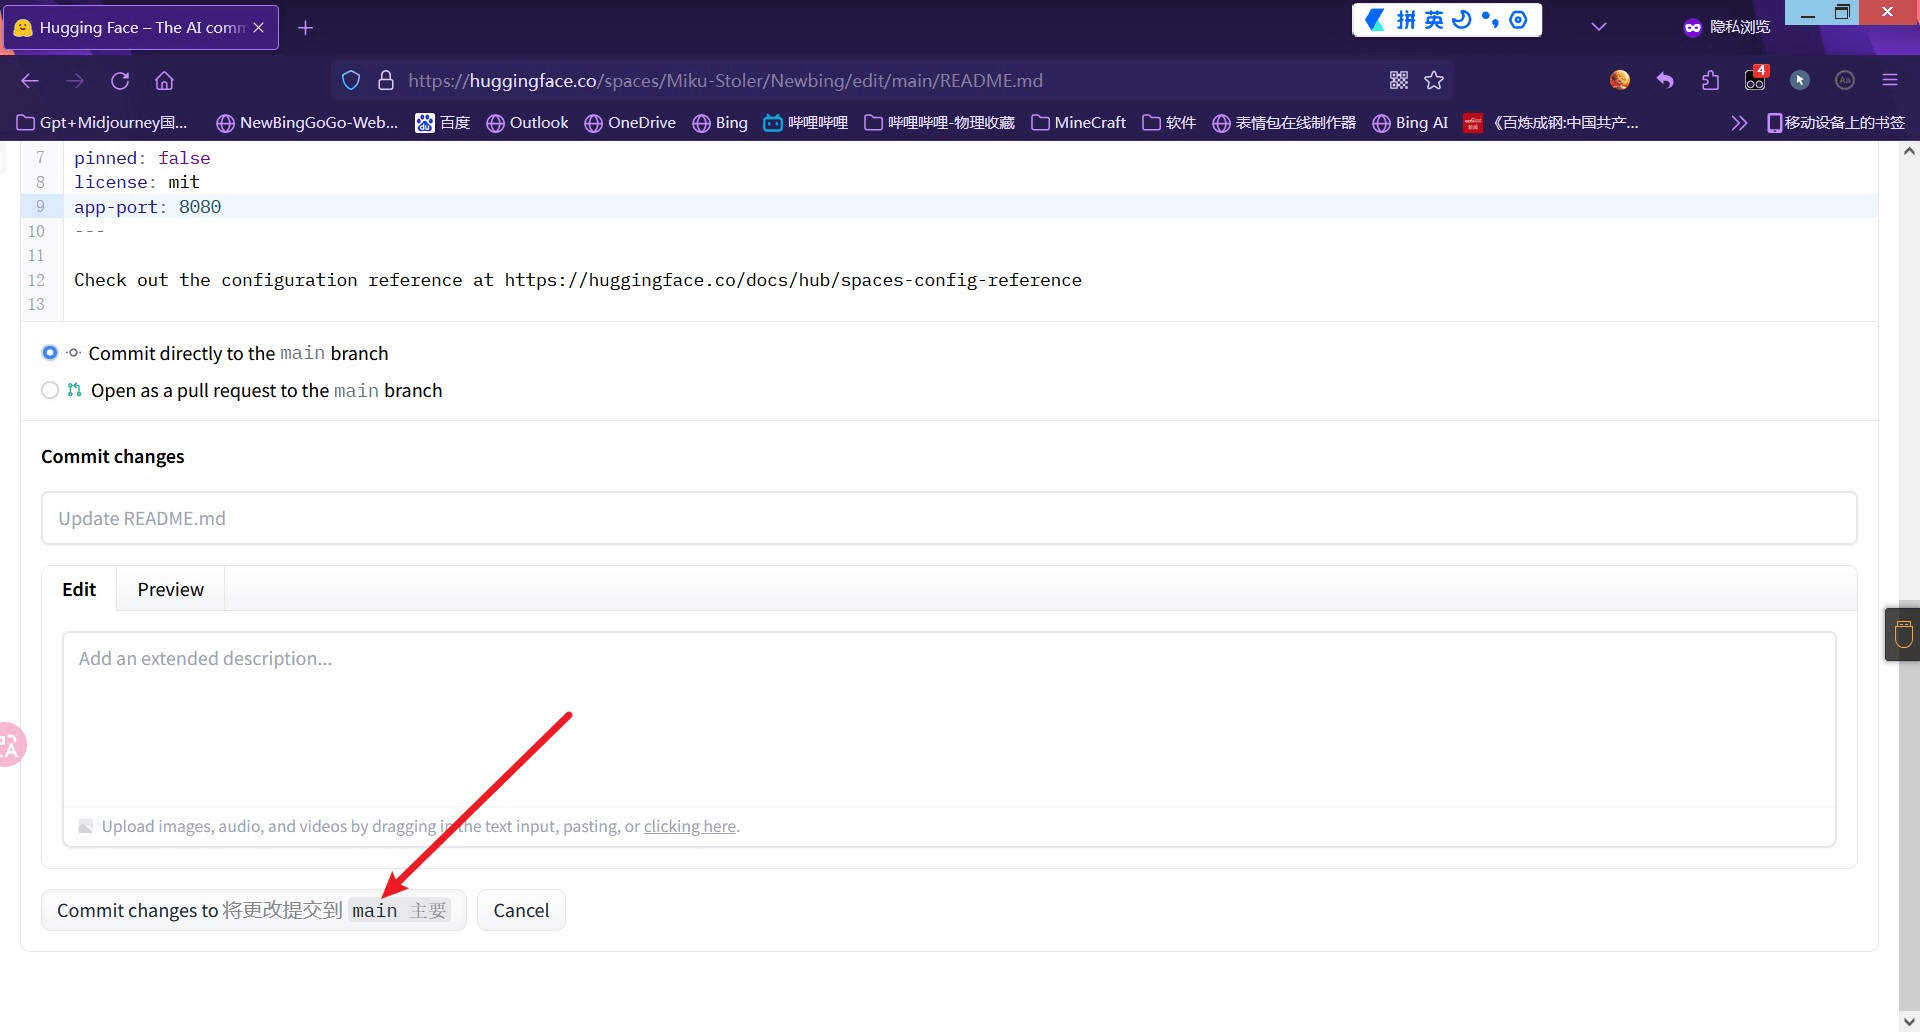 Hugging Face – The AI comm
拼 英
隐私浏览
https://huggingface.co/spaces/Miku-Stoler/Newbing/edit/main/README.md
4
Aa
Gpt+Midjourney国... NewBingGoGo-Web... 百度 Outlook OneDrive Bing 哔哩哔哩 哔哩哔哩-物理收藏 MineCraft 软件 表情包在线制作器 Bing AI 《百炼成钢:中国共产... 移动设备上的书签
7 pinned: false
8 license: mit
9 app-port: 8080
10 ---
11
12 Check out the configuration reference at https://huggingface.co/docs/hub/spaces-config-reference
13
Commit directly to the main branch
Open as a pull request to the main branch
Commit changes
Update README.md
Edit Preview
Add an extended description...
Upload images, audio, and videos by dragging in the text input, pasting, or clicking here.
Commit changes to 将更改提交到 main 主要 Cancel